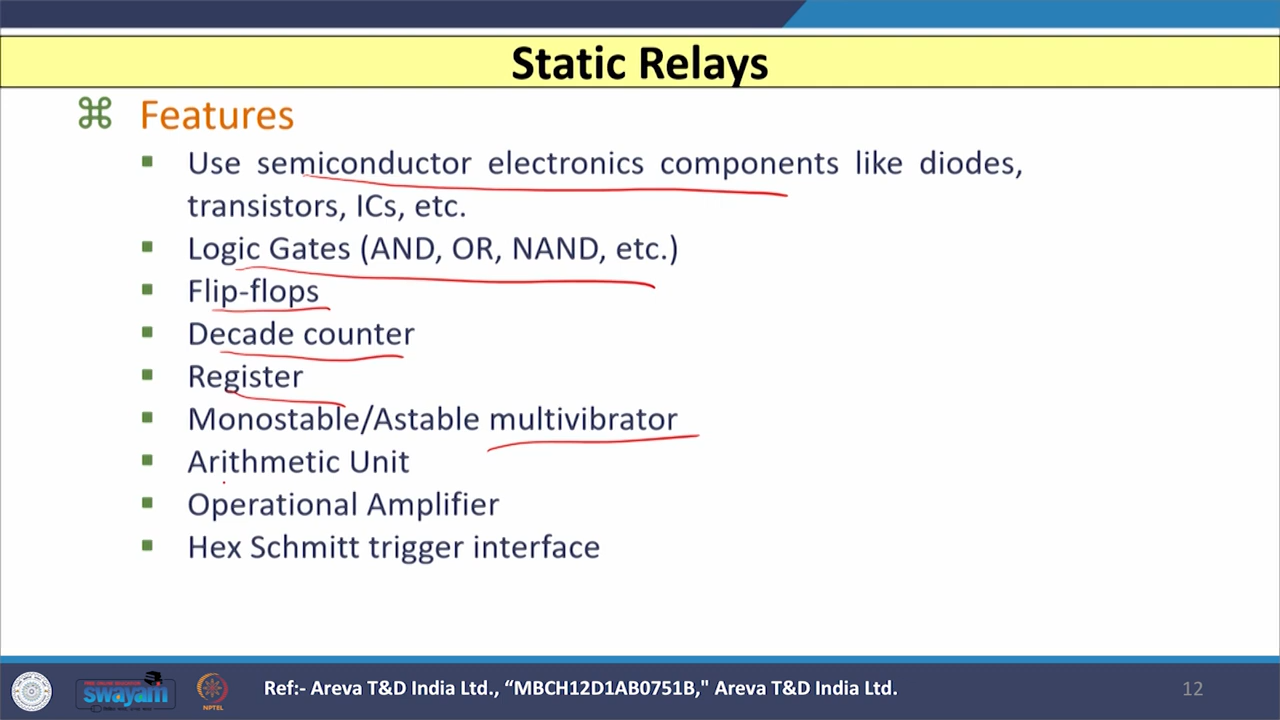 Static Relays
⌘ Features
▪ Use semiconductor electronics components like diodes,
transistors, ICs, etc.
▪ Logic Gates (AND, OR, NAND, etc.)
▪ Flip-flops
▪ Decade counter
▪ Register
▪ Monostable/Astable multivibrator
▪ Arithmetic Unit
▪ Operational Amplifier
▪ Hex Schmitt trigger interface
swayam
NPTEL
Ref:- Areva T&D India Ltd., “MBCH12D1AB0751B," Areva T&D India Ltd.
12